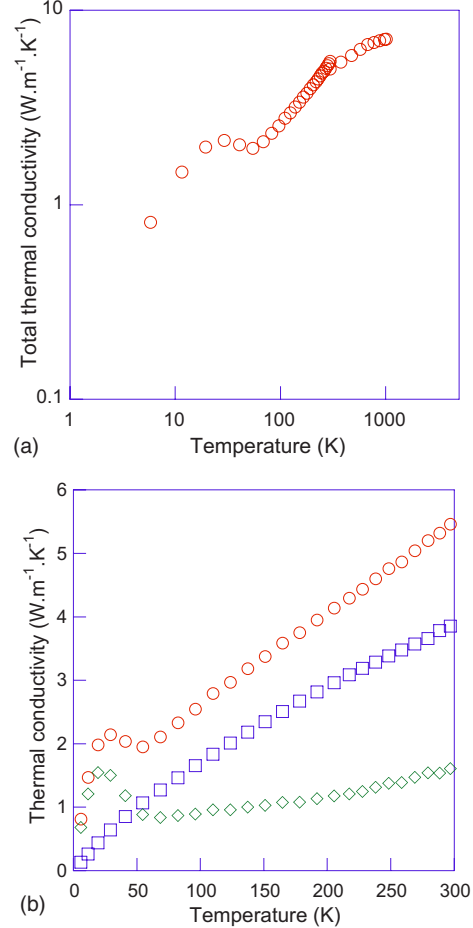 10
1
0.1
Total thermal conductivity (W.m⁻¹.K⁻¹)
1 10 100 1000
Temperature (K)
(a)
6
5
4
3
2
1
0
Thermal conductivity (W.m⁻¹.K⁻¹)
0 50 100 150 200 250 300
Temperature (K)
(b)